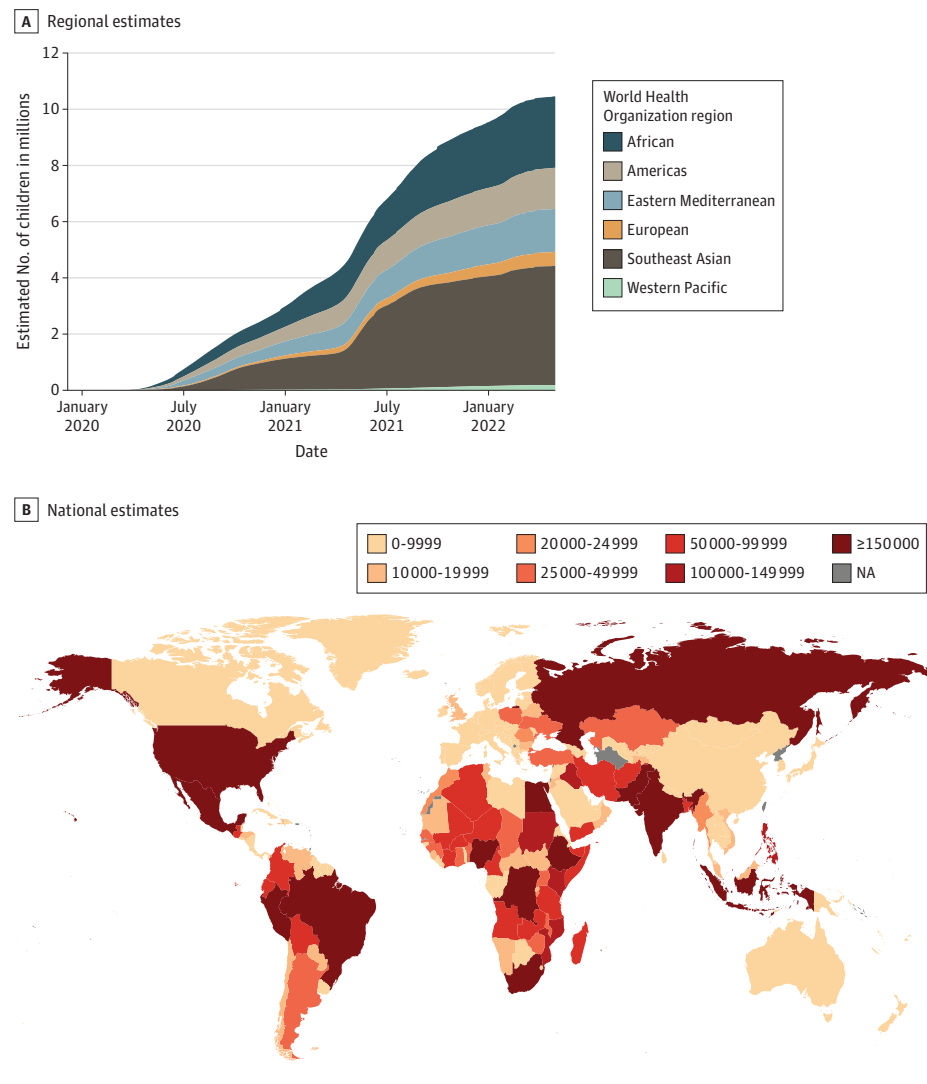 A Regional estimates
Estimated No. of children in millions
12
10
8
6
4
2
0
January 2020
July 2020
January 2021
July 2021
January 2022
Date
World Health
Organization region
African
Americas
Eastern Mediterranean
European
Southeast Asian
Western Pacific
B National estimates
0-9999
10 000-19 999
20 000-24 999
25 000-49 999
50 000-99 999
100 000-149 999
≥150 000
NA